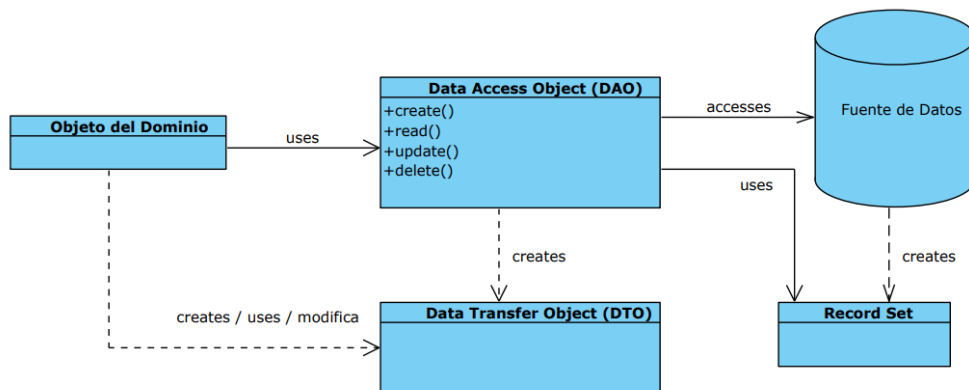 Data Access Object (DAO)
+create()
+read()
+update()
+delete()
accesses
Fuente de Datos
Objeto del Dominio
uses
uses
creates
creates
creates / uses / modifica
Data Transfer Object (DTO)
Record Set